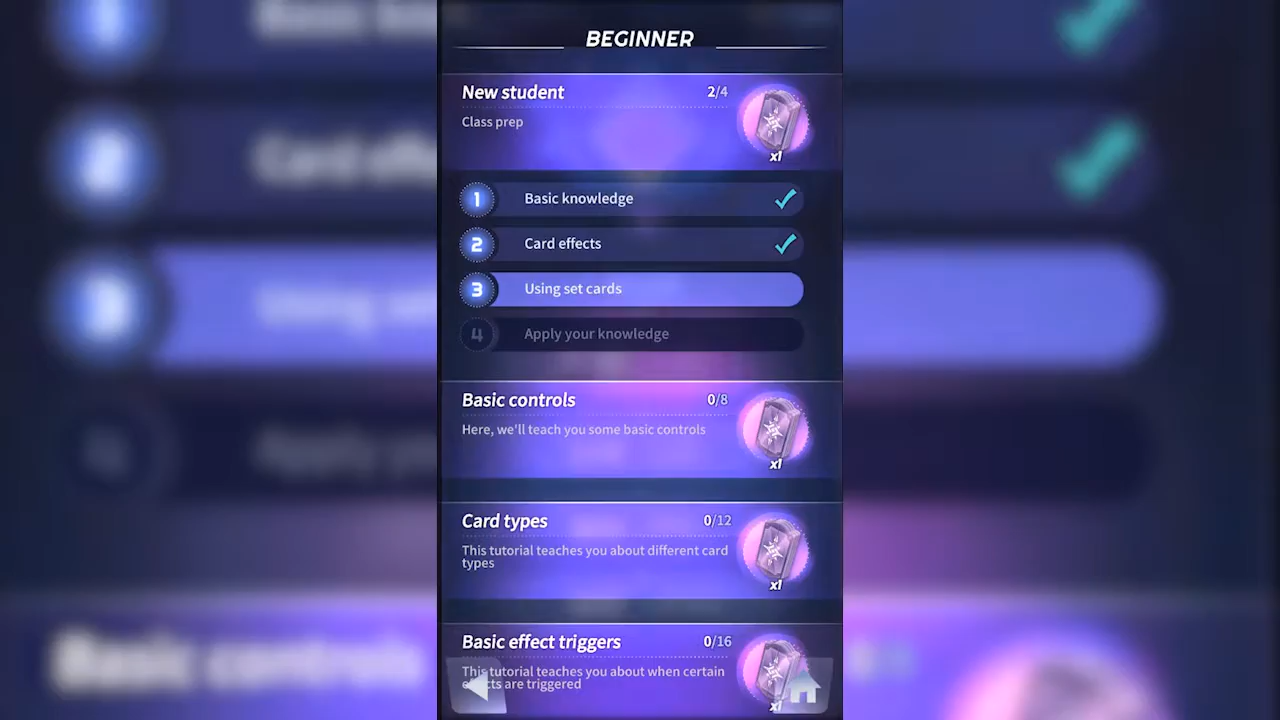 BEGINNER
New student 2/4
Class prep
x1
1 Basic knowledge
2 Card effects
3 Using set cards
4 Apply your knowledge
Basic controls 0/8
Here, we'll teach you some basic controls
x1
Card types 0/12
This tutorial teaches you about different card
types
x1
Basic effect triggers 0/16
This tutorial teaches you about when certain
are triggered
x1